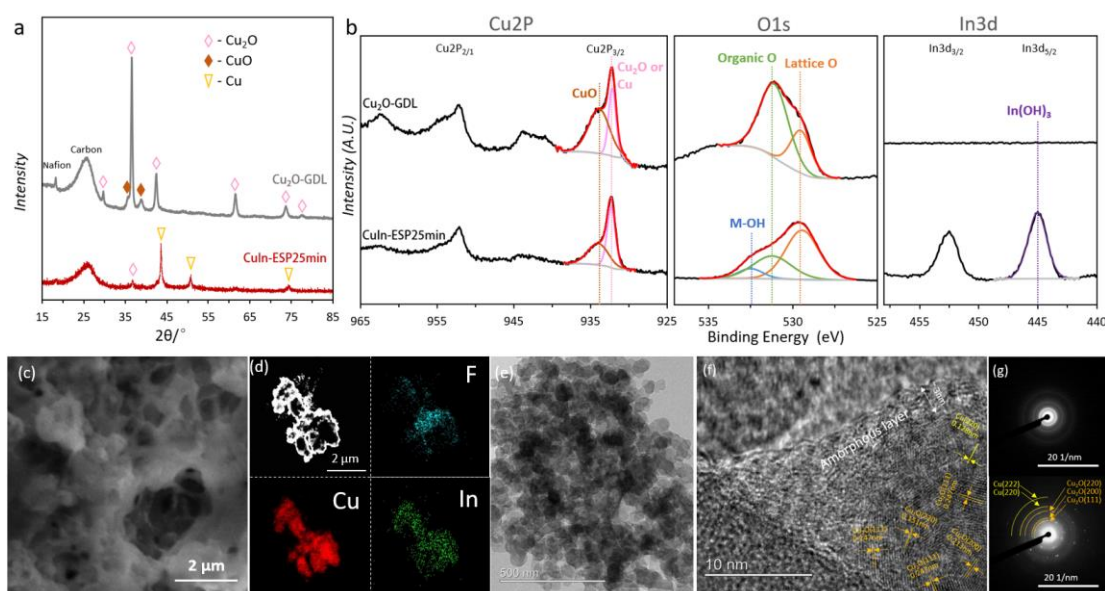 a
◇ - Cu₂O
◆ - CuO
▽ - Cu
Nafion
Carbon
Cu₂O-GDL
CuIn-ESP25min
Intensity
15 25 35 45 55 65 75 85
2θ/°
b
Cu2P
O1s
In3d
Cu2P2/1
Cu2P3/2
Cu₂O or
Cu
CuO
Cu₂O-GDL
CuIn-ESP25min
Organic O
Lattice O
M-OH
In3d3/2
In3d5/2
In(OH)₃
Intensity (A.U.)
965 955 945 935 925
535 530 525
455 450 445 440
Binding Energy (eV)
(c)
2 μm
(d)
2 μm
F
Cu
In
(e)
500 nm
(f)
Amorphous layer
10 nm
(g)
20 1/nm
Cu(222)
Cu(220)
Cu₂O(220)
Cu₂O(200)
Cu₂O(111)
20 1/nm